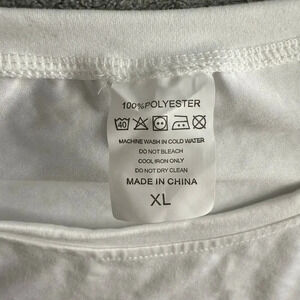 100%POLYESTER
40
MACHINE WASH IN COLD WATER
DO NOT BLEACH
COOL IRON ONLY
DO NOT DRY CLEAN
MADE IN CHINA
XL